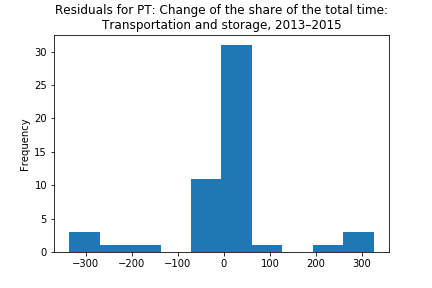 Residuals for PT: Change of the share of the total time:
Transportation and storage, 2013–2015
Frequency
30
25
20
15
10
5
0
−300 −200 −100 0 100 200 300